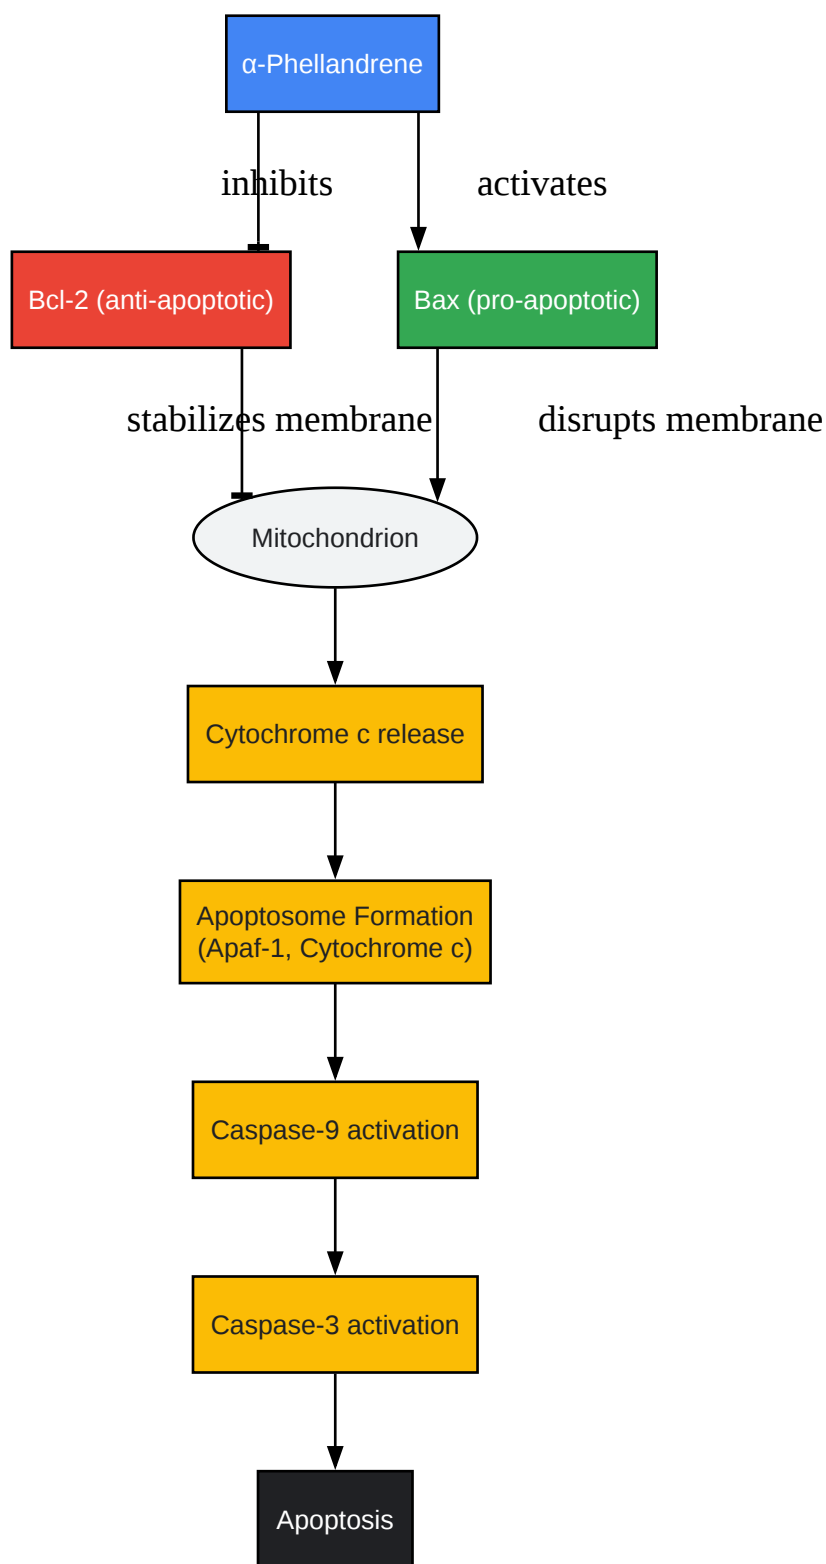 α-Phellandrene
inhibits
activates
Bcl-2 (anti-apoptotic)
Bax (pro-apoptotic)
stabilizes membrane
disrupts membrane
Mitochondrion
Cytochrome c release
Apoptosome Formation
(Apaf-1, Cytochrome c)
Caspase-9 activation
Caspase-3 activation
Apoptosis